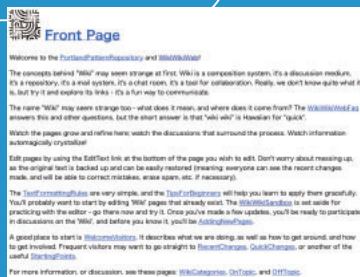 Front Page
Welcome to the PortlandPatternRepository and WikiWikiWeb!
The concepts behind "Wiki" may seem strange at first. Wiki is a composition system, it's a discussion medium,
it's a repository, it's a mail system, it's a chat room, it's a tool for collaboration. Really, we don't know quite what it
is, but try it and explore its links - it's a fun way to communicate.
The name "Wiki" may seem strange too - what does it mean, and where does it come from? The WikiWikiWebFaq
answers this and other questions, but the short answer is that "wiki wiki" is Hawaiian for "quick".
Watch the pages grow and refine here; watch the discussions that surround the process. Watch information
automagically crystallize!
Edit pages by using the EditText link at the bottom of the page you wish to edit. Don't worry about messing up,
as the original text is backed up and can be easily restored (meaning, everyone can see the recent changes
made, and will be able to correct mistakes, erase spam, etc. if necessary).
The TextFormattingRules are very simple, and the TipsForBeginners will help you learn to apply them gracefully.
You'll probably want to start by editing 'Wiki' pages that already exist. The WikiWikiSandbox is set aside for
practicing with the editor - go there now and try it. Once you've made a few updates, you'll be ready to participate
in discussions on the 'Wiki', and before you know it, you'll be AddingNewPages.
A good place to start is WelcomeVisitors. It describes what we are doing, as well as how to get around, and how
to get involved. Frequent visitors may want to go straight to RecentChanges, QuickChanges, or another of the
useful StartingPoints.
For more information, or discussion, see these pages: WikiCategories, OnTopic, and OffTopic.